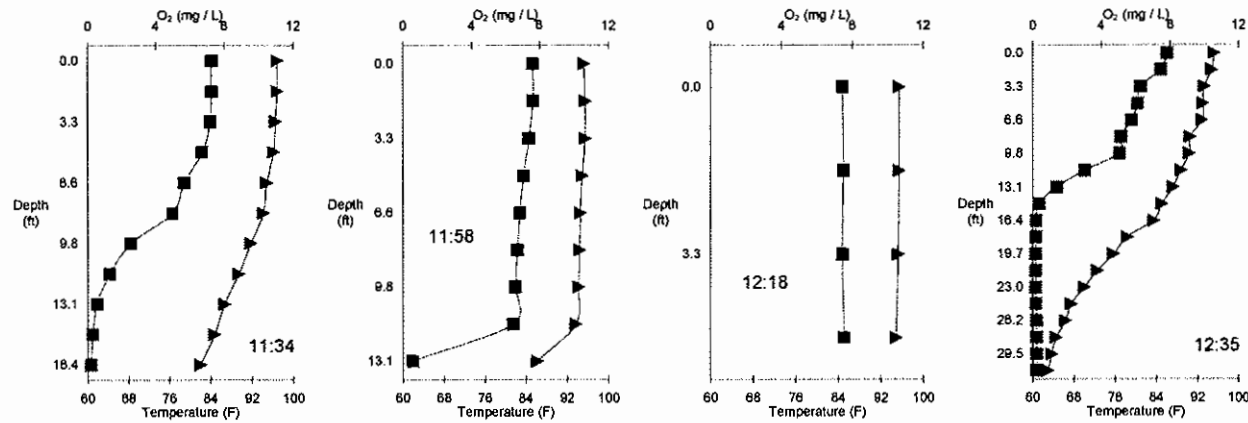 O₂ (mg / L)
0 4 8 12
0.0
3.3
6.6
9.8
13.1
16.4
Depth
(ft)
11:34
60 68 76 84 92 100
Temperature (F)
O₂ (mg / L)
0 4 8 12
0.0
3.3
6.6
9.8
13.1
Depth
(ft)
11:58
60 68 76 84 92 100
Temperature (F)
O₂ (mg / L)
0 4 8 12
0.0
3.3
Depth
(ft)
12:18
60 68 76 84 92 100
Temperature (F)
O₂ (mg / L)
0 4 8 12
0.0
3.3
6.6
9.8
13.1
16.4
19.7
23.0
26.2
29.5
Depth
(ft)
12:35
60 68 76 84 92 100
Temperature (F)